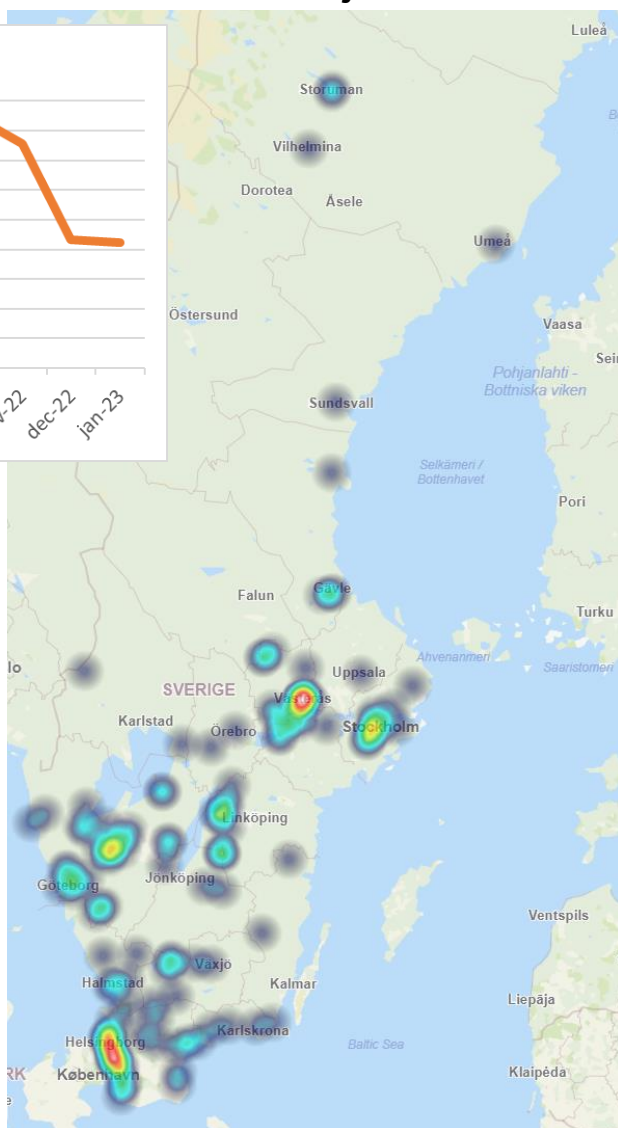 Luleå
Storuman
Vilhelmina
Dorotea
Åsele
Umeå
Östersund
Vaasa
dec-22
jan-23
Pohjanlahti -
Bottniska viken
Sundsvall
Selkämeri /
Bottenhavet
Pori
Falun
Gävle
Turku
Ahvenanmeri
Saaristomeri
Uppsala
SVERIGE
Västerås
Karlstad
Örebro
Stockholm
Linköping
Jönköping
Göteborg
Ventspils
Växjö
Halmstad
Kalmar
Liepāja
Karlskrona
Helsingborg
Baltic Sea
København
Klaipėda